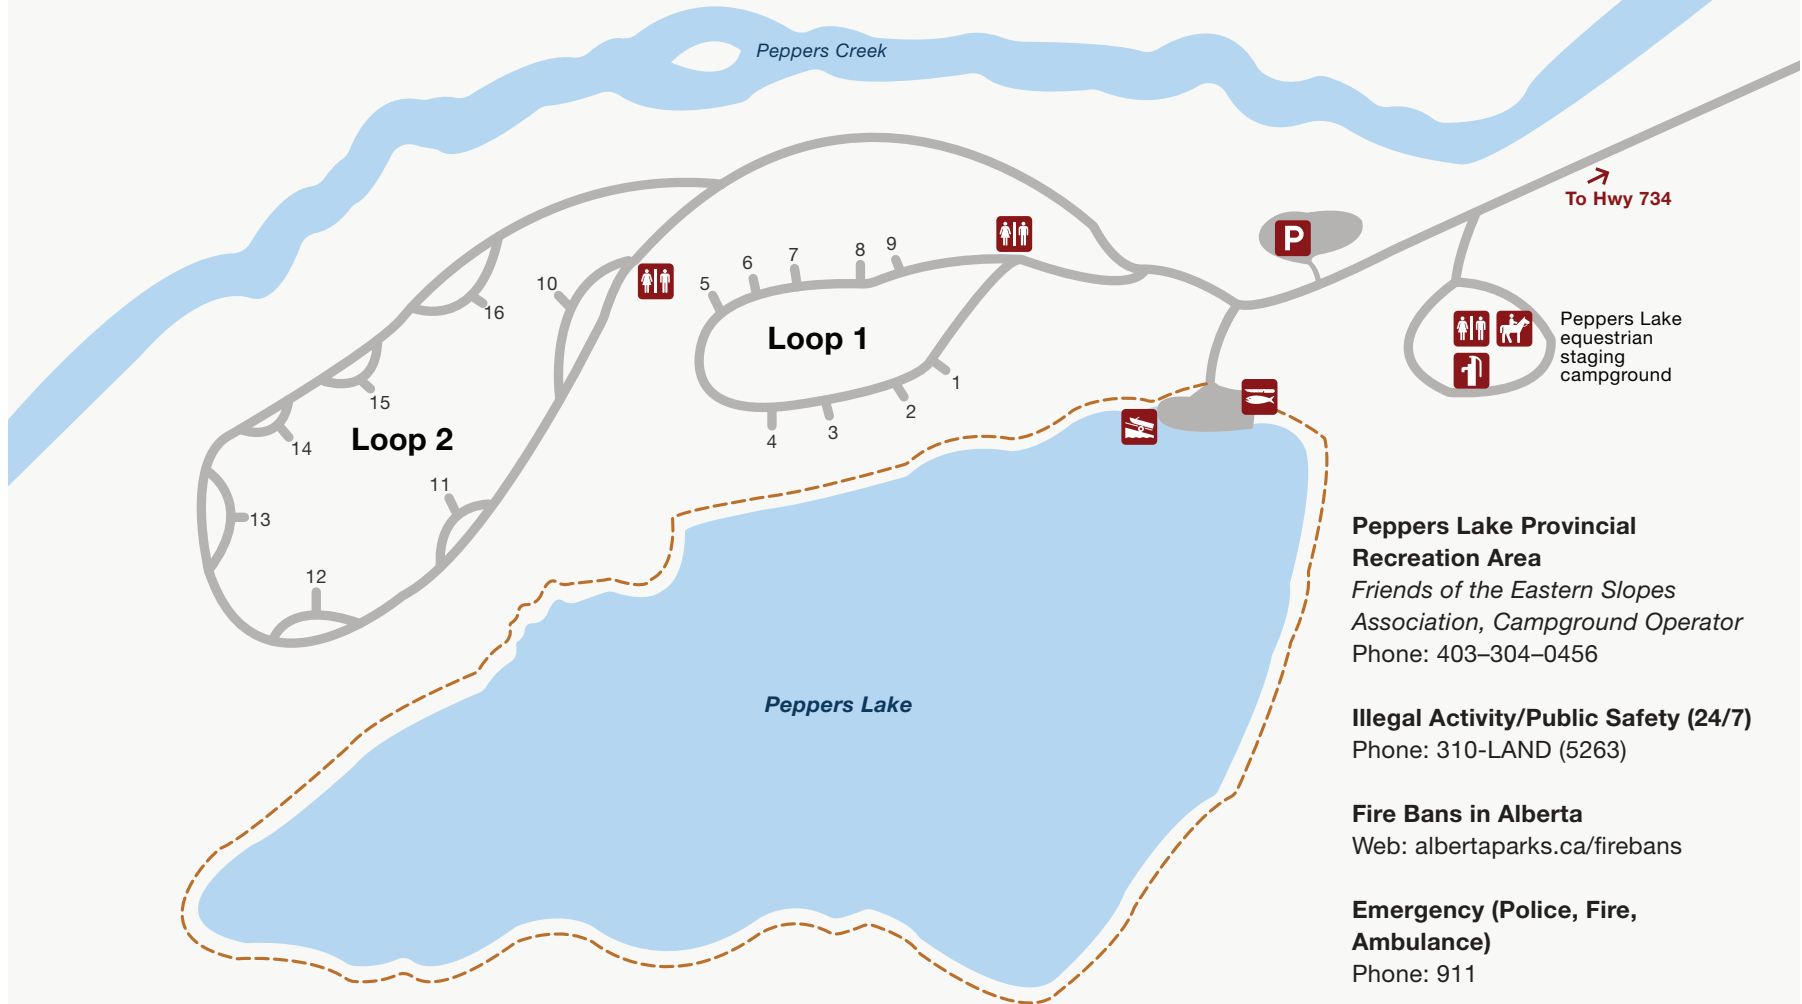 Peppers Creek
To Hwy 734
P
9
8
7
6
5
10
16
Loop 1
Peppers Lake
equestrian
staging
campground
1
2
3
4
15
14
Loop 2
11
13
12
Peppers Lake
Peppers Lake Provincial
Recreation Area
Friends of the Eastern Slopes
Association, Campground Operator
Phone: 403–304–0456
Illegal Activity/Public Safety (24/7)
Phone: 310-LAND (5263)
Fire Bans in Alberta
Web: albertaparks.ca/firebans
Emergency (Police, Fire,
Ambulance)
Phone: 911